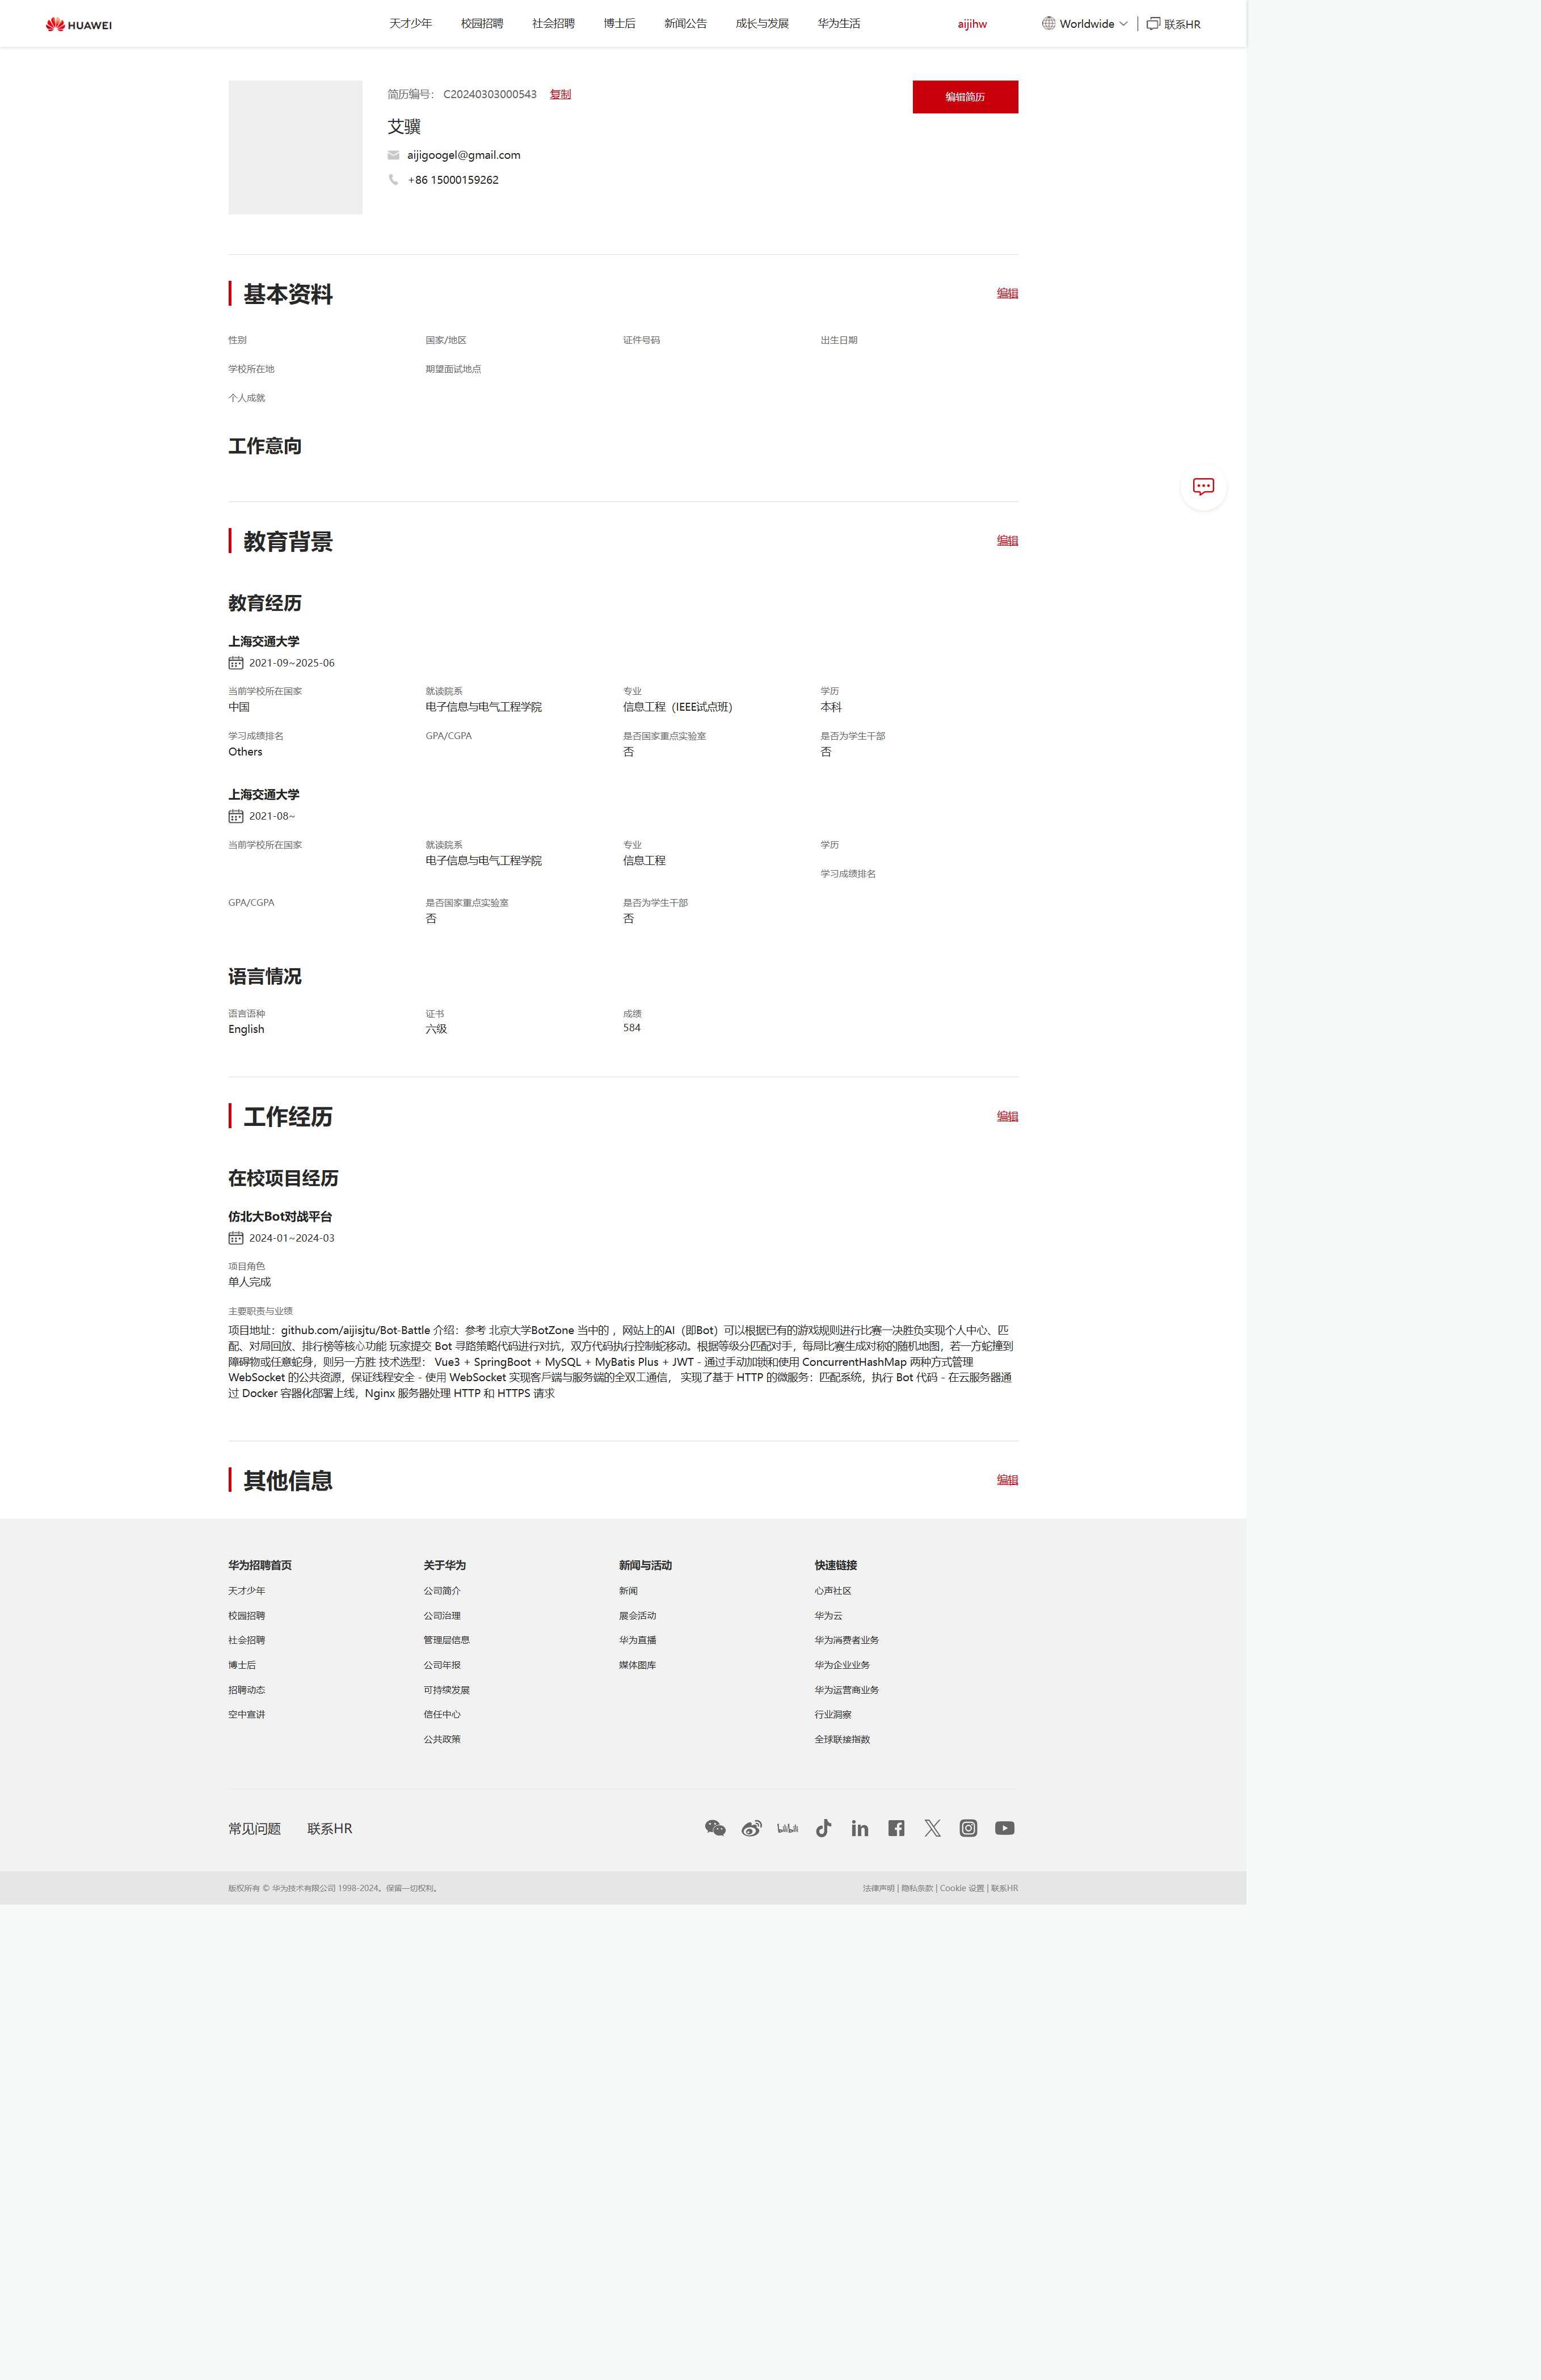 HUAWEI
天才少年 校园招聘 社会招聘 博士后 新闻公告 成长与发展 华为生活 aijihw Worldwide 联系HR
简历编号： C20240303000543 复制
编辑简历
艾骥
aijigoogel@gmail.com
+86 15000159262
基本资料 编辑
性别 国家/地区 证件号码 出生日期
学校所在地 期望面试地点
个人成就
工作意向
教育背景 编辑
教育经历
上海交通大学
2021-09~2025-06
当前学校所在国家 就读院系 专业 学历
中国 电子信息与电气工程学院 信息工程（IEEE试点班） 本科
学习成绩排名 GPA/CGPA 是否国家重点实验室 是否为学生干部
Others 否 否
上海交通大学
2021-08~
当前学校所在国家 就读院系 专业 学历
电子信息与电气工程学院 信息工程
学习成绩排名
GPA/CGPA 是否国家重点实验室 是否为学生干部
否 否
语言情况
语言语种 证书 成绩
English 六级 584
工作经历 编辑
在校项目经历
仿北大Bot对战平台
2024-01~2024-03
项目角色
单人完成
主要职责与业绩
项目地址：github.com/aijisjtu/Bot-Battle 介绍：参考 北京大学BotZone 当中的 ，网站上的AI（即Bot）可以根据已有的游戏规则进行比赛一决胜负实现个人中心、匹
配、对局回放、排行榜等核心功能 玩家提交 Bot 寻路策略代码进行对抗，双方代码执行控制蛇移动。根据等级分匹配对手，每局比赛生成对称的随机地图，若一方蛇撞到
障碍物或任意蛇身，则另一方胜 技术选型： Vue3 + SpringBoot + MySQL + MyBatis Plus + JWT - 通过手动加锁和使用 ConcurrentHashMap 两种方式管理
WebSocket 的公共资源，保证线程安全 - 使用 WebSocket 实现客戶端与服务端的全双工通信， 实现了基于 HTTP 的微服务：匹配系统，执行 Bot 代码 - 在云服务器通
过 Docker 容器化部署上线，Nginx 服务器处理 HTTP 和 HTTPS 请求
其他信息 编辑
华为招聘首页 关于华为 新闻与活动 快速链接
天才少年 公司简介 新闻 心声社区
校园招聘 公司治理 展会活动 华为云
社会招聘 管理层信息 华为直播 华为消费者业务
博士后 公司年报 媒体图库 华为企业业务
招聘动态 可持续发展 华为运营商业务
空中宣讲 信任中心 行业洞察
公共政策 全球联接指数
常见问题 联系HR bilibili in
版权所有 © 华为技术有限公司 1998-2024。保留一切权利。 法律声明 | 隐私条款 | Cookie 设置 | 联系HR